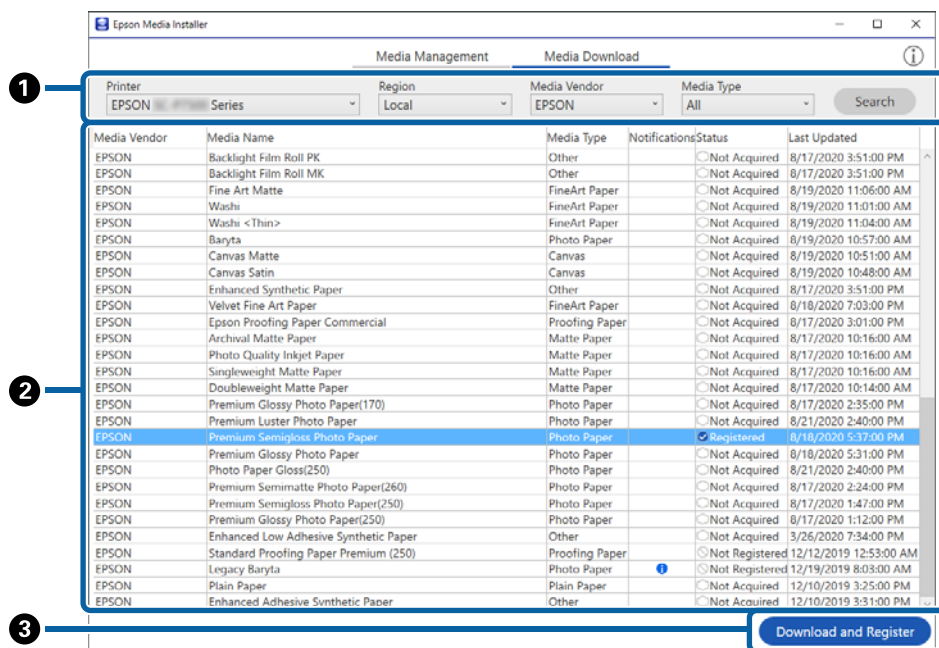 Epson Media Installer
Media Management Media Download
1
Printer Region Media Vendor Media Type
EPSON Series Local EPSON All Search
Media Vendor Media Name Media Type Notifications Status Last Updated
EPSON Backlight Film Roll PK Other Not Acquired 8/17/2020 3:51:00 PM
EPSON Backlight Film Roll MK Other Not Acquired 8/17/2020 3:51:00 PM
EPSON Fine Art Matte FineArt Paper Not Acquired 8/19/2020 11:06:00 AM
EPSON Washi FineArt Paper Not Acquired 8/19/2020 11:01:00 AM
EPSON Washi <Thin> FineArt Paper Not Acquired 8/19/2020 11:04:00 AM
EPSON Baryta Photo Paper Not Acquired 8/19/2020 10:57:00 AM
EPSON Canvas Matte Canvas Not Acquired 8/19/2020 10:51:00 AM
EPSON Canvas Satin Canvas Not Acquired 8/19/2020 10:48:00 AM
EPSON Enhanced Synthetic Paper Other Not Acquired 8/17/2020 3:51:00 PM
EPSON Velvet Fine Art Paper FineArt Paper Not Acquired 8/18/2020 7:03:00 PM
EPSON Epson Proofing Paper Commercial Proofing Paper Not Acquired 8/17/2020 3:01:00 PM
EPSON Archival Matte Paper Matte Paper Not Acquired 8/17/2020 10:16:00 AM
EPSON Photo Quality Inkjet Paper Matte Paper Not Acquired 8/17/2020 10:16:00 AM
EPSON Singleweight Matte Paper Matte Paper Not Acquired 8/17/2020 10:16:00 AM
2
EPSON Doubleweight Matte Paper Matte Paper Not Acquired 8/17/2020 10:14:00 AM
EPSON Premium Glossy Photo Paper(170) Photo Paper Not Acquired 8/17/2020 2:35:00 PM
EPSON Premium Luster Photo Paper Photo Paper Not Acquired 8/21/2020 2:40:00 PM
EPSON Premium Semigloss Photo Paper Photo Paper Registered 8/18/2020 5:37:00 PM
EPSON Premium Glossy Photo Paper Photo Paper Not Acquired 8/18/2020 5:31:00 PM
EPSON Photo Paper Gloss(250) Photo Paper Not Acquired 8/21/2020 2:40:00 PM
EPSON Premium Semimatte Photo Paper(260) Photo Paper Not Acquired 8/17/2020 2:24:00 PM
EPSON Premium Semigloss Photo Paper(250) Photo Paper Not Acquired 8/17/2020 1:47:00 PM
EPSON Premium Glossy Photo Paper(250) Photo Paper Not Acquired 8/17/2020 1:12:00 PM
EPSON Enhanced Low Adhesive Synthetic Paper Other Not Acquired 3/26/2020 7:34:00 PM
EPSON Standard Proofing Paper Premium (250) Proofing Paper Not Registered 12/12/2019 12:53:00 AM
EPSON Legacy Baryta Photo Paper Not Registered 12/19/2019 8:03:00 AM
EPSON Plain Paper Plain Paper Not Acquired 12/10/2019 3:25:00 PM
EPSON Enhanced Adhesive Synthetic Paper Other Not Acquired 12/10/2019 3:31:00 PM
3
Download and Register